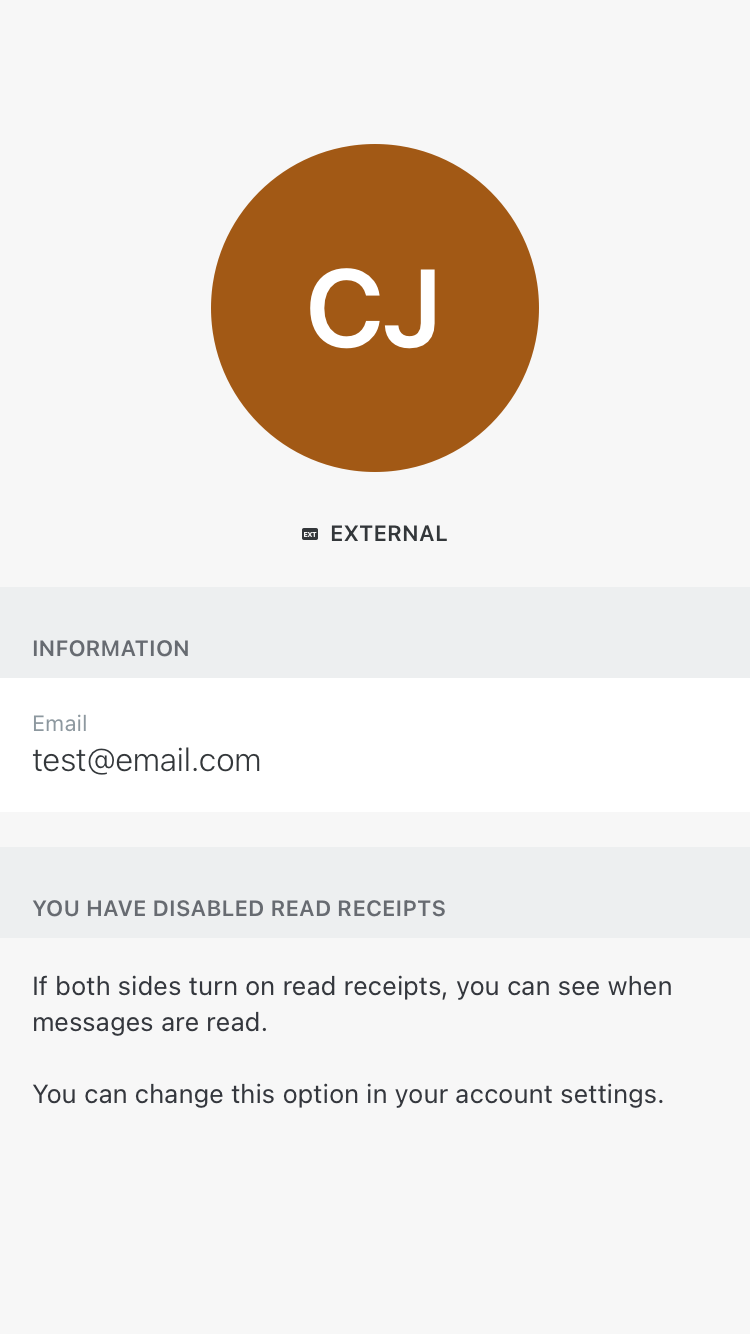 CJ
EXT EXTERNAL
INFORMATION
Email
test@email.com
YOU HAVE DISABLED READ RECEIPTS
If both sides turn on read receipts, you can see when
messages are read.
You can change this option in your account settings.